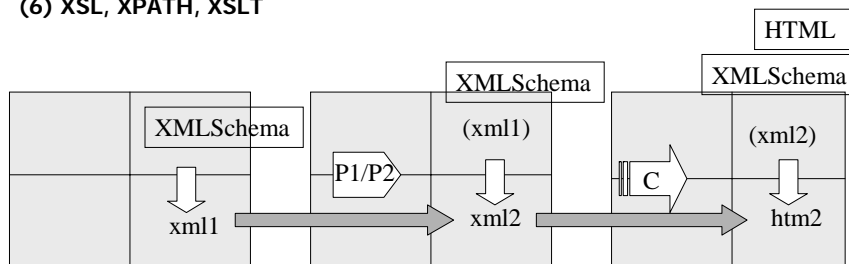 (6) XSL, XPATH, XSLT
HTML
XMLSchema
XMLSchema
XMLSchema
(xml1)
(xml2)
P1/P2
C
xml1
xml2
htm2